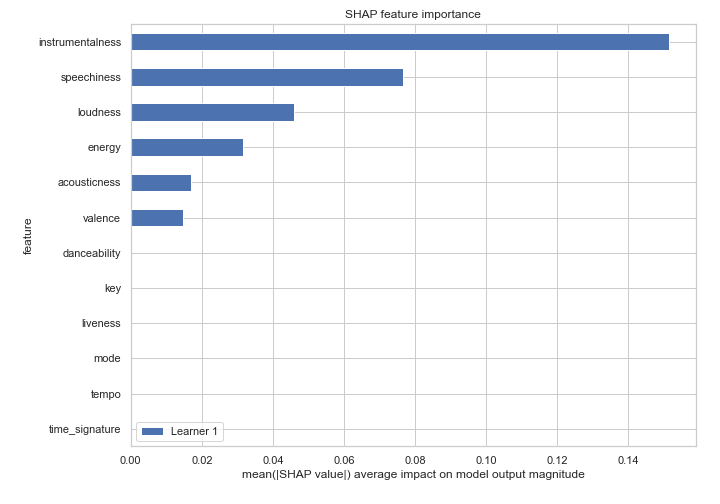 SHAP feature importance
instrumentalness
speechiness
loudness
energy
acousticness
valence
danceability
key
liveness
mode
tempo
time_signature
feature
Learner 1
0.00 0.02 0.04 0.06 0.08 0.10 0.12 0.14
mean(|SHAP value|) average impact on model output magnitude